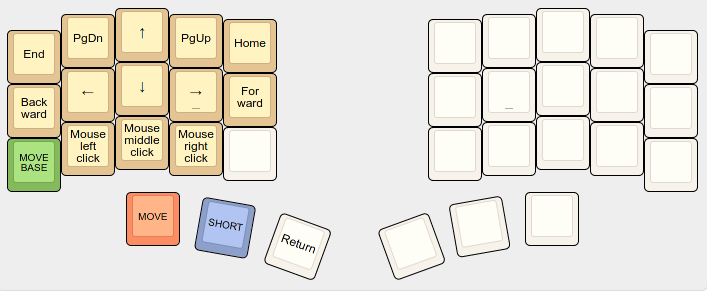 End
PgDn
↑
PgUp
Home
Back
ward
←
↓
→
_
For
ward
_
MOVE
BASE
Mouse
left
click
Mouse
middle
click
Mouse
right
click
MOVE
SHORT
Return